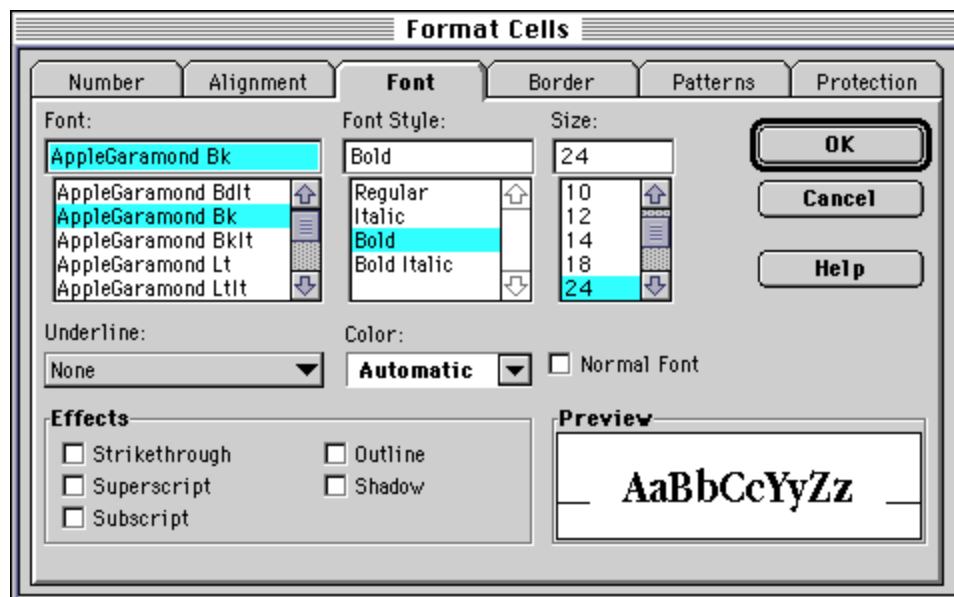 Format Cells
Number Alignment Font Border Patterns Protection
Font: Font Style: Size:
AppleGaramond Bk Bold 24
OK
AppleGaramond BdIt Regular 10
Cancel
AppleGaramond Bk Italic 12
AppleGaramond BkIt Bold 14
AppleGaramond Lt Bold Italic 18
Help
AppleGaramond LtIt 24
Underline: Color:
None Automatic Normal Font
Effects Preview
Strikethrough Outline
Superscript Shadow
Subscript
AaBbCcYyZz